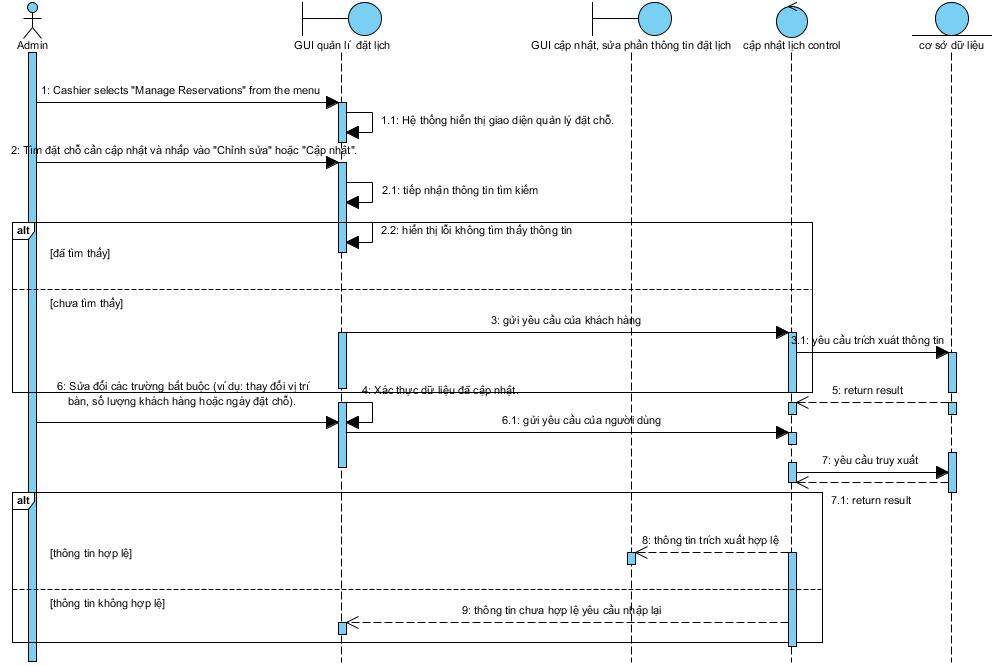 Admin
GUI quản lí đặt lịch
GUI cập nhật, sửa phần thông tin đặt lịch
cập nhật lịch control
cơ sở dữ liệu
1: Cashier selects "Manage Reservations" from the menu
1.1: Hệ thống hiển thị giao diện quản lý đặt chỗ.
2: Tìm đặt chỗ cần cập nhật và nhấp vào "Chỉnh sửa" hoặc "Cập nhật".
2.1: tiếp nhận thông tin tìm kiếm
alt
2.2: hiển thị lỗi không tìm thấy thông tin
[đã tìm thấy]
[chưa tìm thấy]
3: gửi yêu cầu của khách hàng
3.1: yêu cầu trích xuất thông tin
6: Sửa đổi các trường bắt buộc (ví dụ: thay đổi vị trí
bàn, số lượng khách hàng hoặc ngày đặt chỗ).
4: Xác thực dữ liệu đã cập nhật.
5: return result
6.1: gửi yêu cầu của người dùng
7: yêu cầu truy xuất
alt
7.1: return result
8: thông tin trích xuất hợp lệ
[thông tin hợp lệ]
[thông tin không hợp lệ]
9: thông tin chưa hợp lệ yêu cầu nhập lại